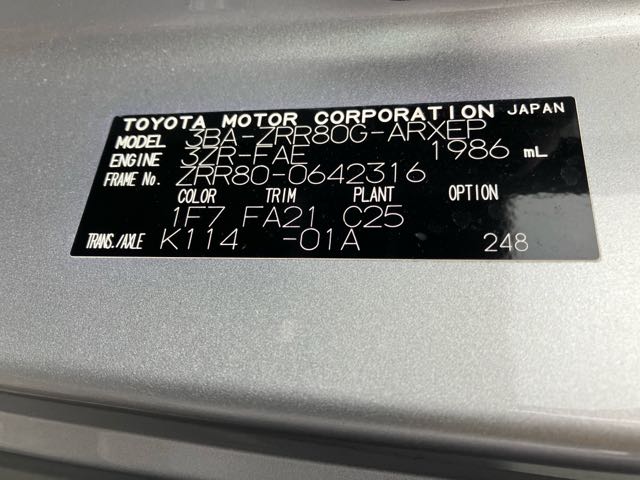 TOYOTA MOTOR CORPORATION JAPAN
MODEL 3BA-ZRR80G-ARXEP
ENGINE 3ZR-FAE 1986 mL
FRAME No. ZRR80-0642316
COLOR TRIM PLANT OPTION
1F7 FA21 C25
TRANS./AXLE K114 -01A 248